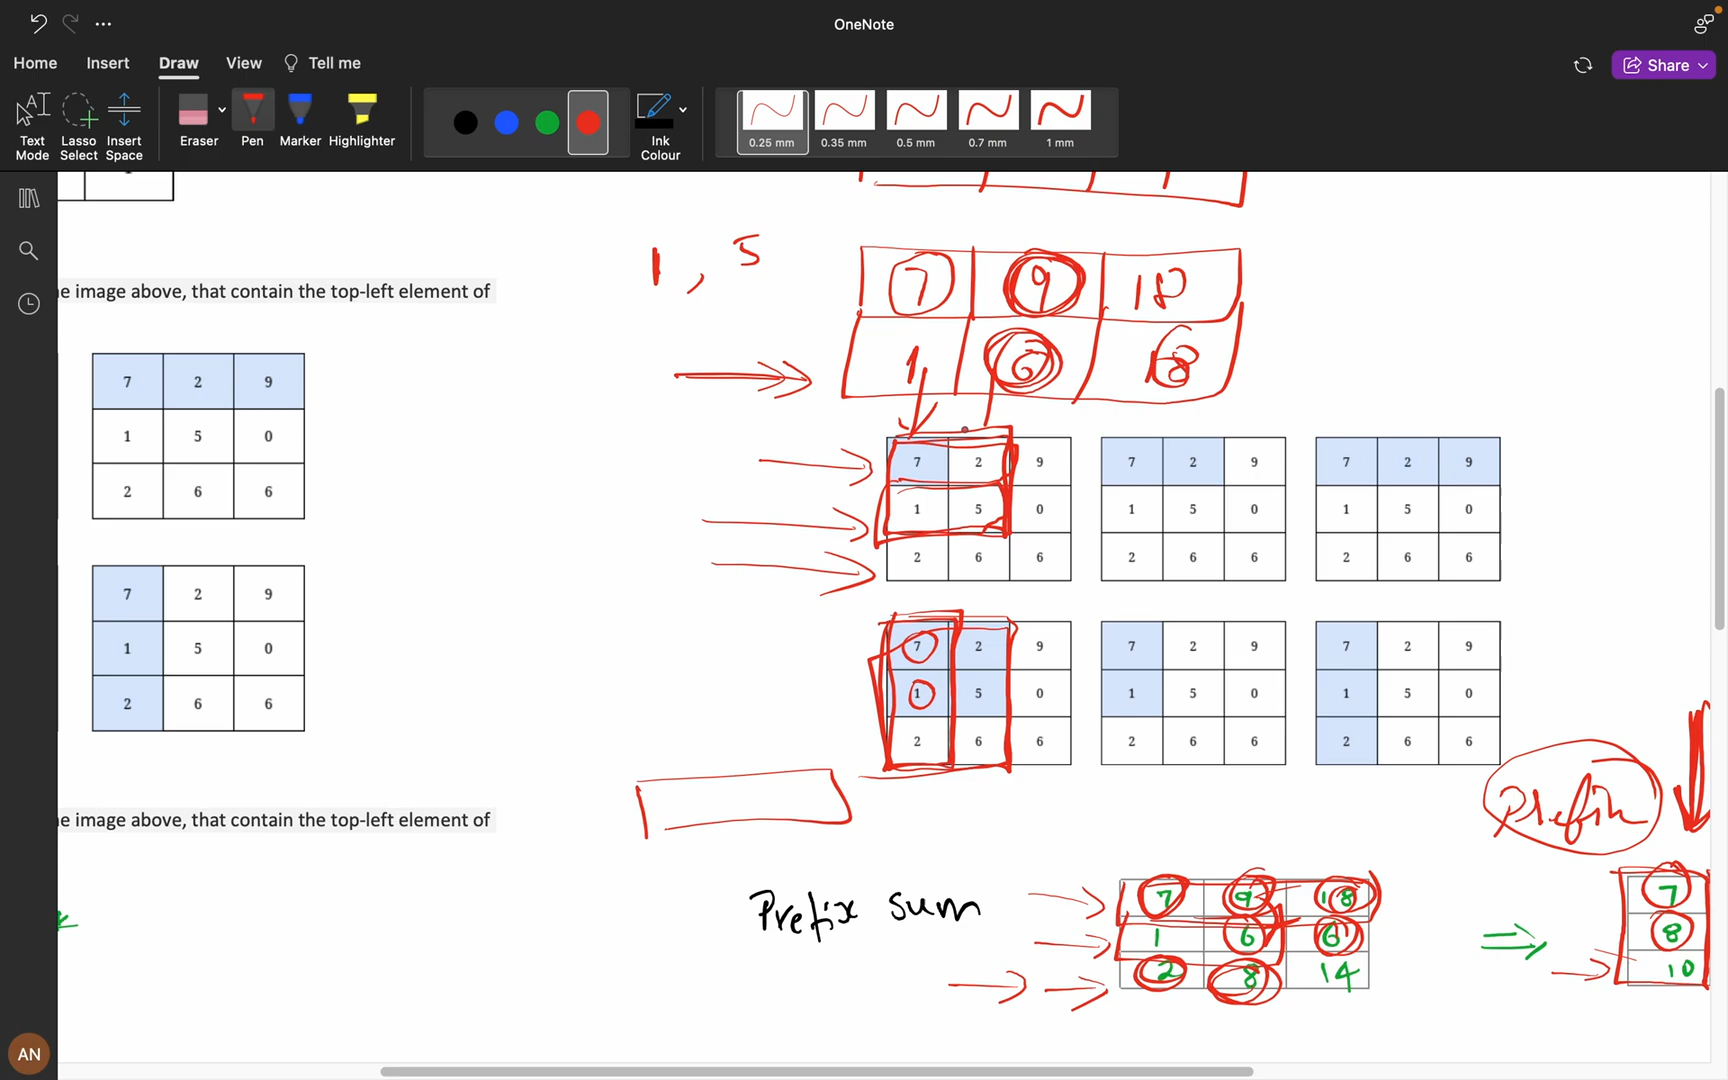 OneNote
Home Insert Draw View Tell me
Share
Text Mode
Lasso Select
Insert Space
Eraser
Pen
Marker
Highlighter
Ink Colour
0.25 mm
0.35 mm
0.5 mm
0.7 mm
1 mm
1 , 5
7 9 18
1 6
e image above, that contain the top-left element of
7 2 9
1 5 0
2 6 6
7 2 9
1 5 0
2 6 6
7 2 9
1 5 0
2 6 6
7 2 9
1 5 0
2 6 6
7 2 9
1 5 0
2 6 6
7 2 9
1 5 0
2 6 6
7 2 9
1 5 0
2 6 6
7 2 9
1 5 0
2 6 6
e image above, that contain the top-left element of
Prefix
Prefix sum
7 9 18
1 6 6
2 8 14
7
8
10
AN